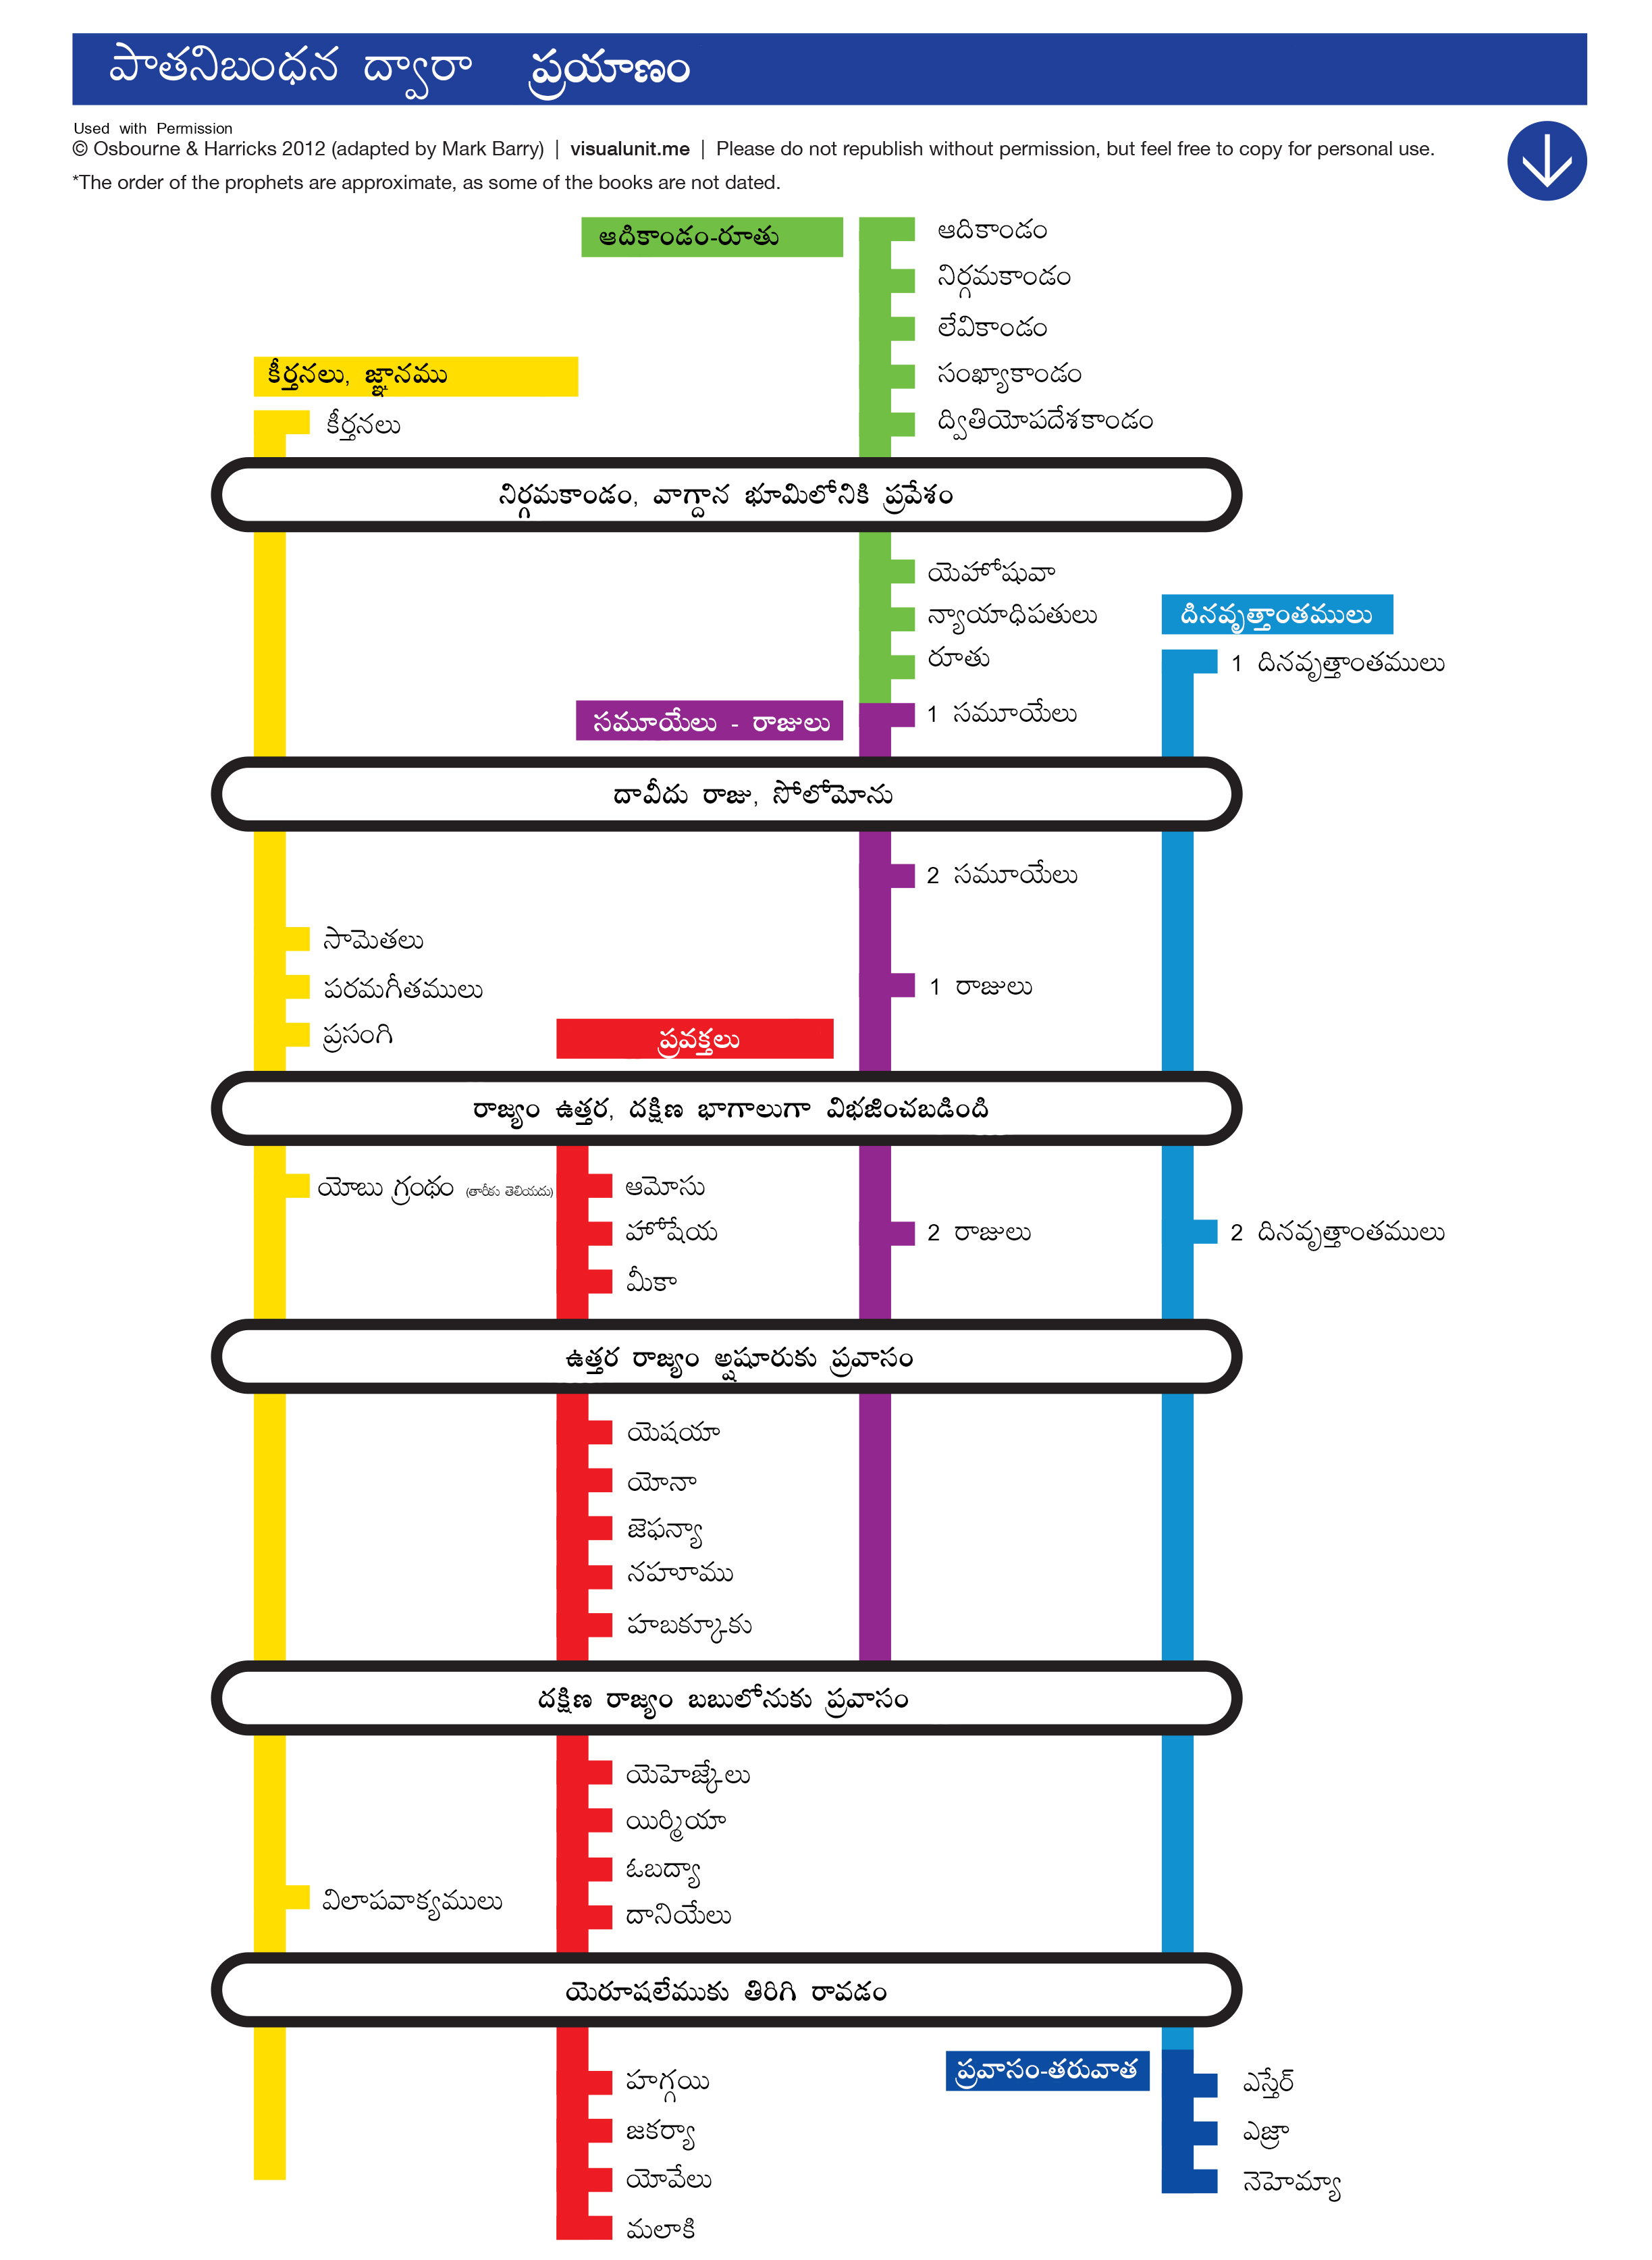 పాతనిబంధన ద్వారా ప్రయాణం
Used with Permission
© Osbourne & Harricks 2012 (adapted by Mark Barry) | visualunit.me | Please do not republish without permission, but feel free to copy for personal use.
*The order of the prophets are approximate, as some of the books are not dated.
ఆదికాండం-రూతు
ఆదికాండం
నిర్గమకాండం
లేవికాండం
సంఖ్యాకాండం
ద్వితియోపదేశకాండం
కీర్తనలు, జ్ఞానము
కీర్తనలు
నిర్గమకాండం, వాగ్దాన భూమిలోనికి ప్రవేశం
యెహోషువా
న్యాయాధిపతులు
రూతు
దినవృత్తాంతములు
1 దినవృత్తాంతములు
సమూయేలు - రాజులు
1 సమూయేలు
దావీదు రాజు, సోలోమోను
2 సమూయేలు
సామెతలు
పరమగీతములు
ప్రసంగి
1 రాజులు
ప్రవక్తలు
రాజ్యం ఉత్తర, దక్షిణ భాగాలుగా విభజించబడింది
యోబు గ్రంథం (తారీకు తెలియదు)
ఆమోసు
హోషేయ
మీకా
2 రాజులు
2 దినవృత్తాంతములు
ఉత్తర రాజ్యం అష్షూరుకు ప్రవాసం
యెషయా
యోనా
జెఫన్యా
నహూము
హబక్కూకు
దక్షిణ రాజ్యం బబులోనుకు ప్రవాసం
యెహెజ్కేలు
యిర్మియా
ఓబద్యా
దానియేలు
విలాపవాక్యములు
యెరూషలేముకు తిరిగి రావడం
హగ్గయి
జకర్యా
యోవేలు
మలాకి
ప్రవాసం-తరువాత
ఎస్తేర్
ఎజ్రా
నెహెమ్యా